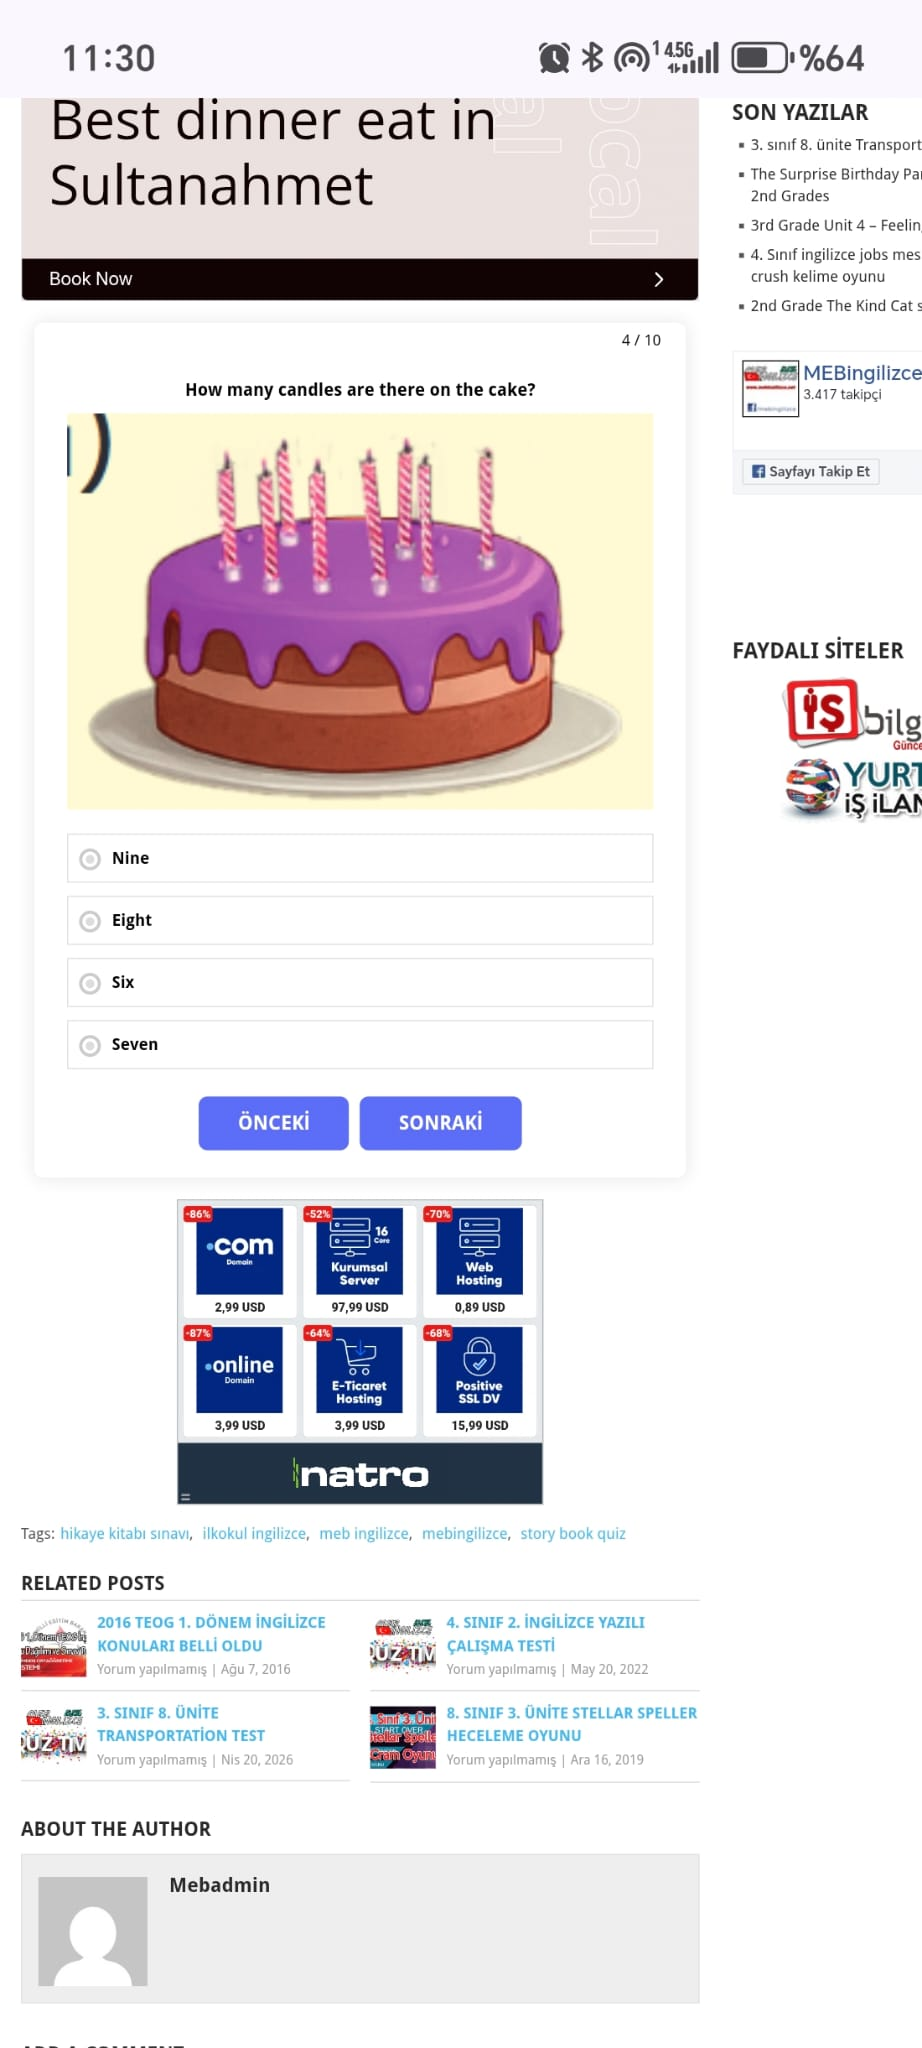 11:30
1 4.5G
%64
Best dinner eat in
Sultanahmet
Book Now
SON YAZILAR
3. sınıf 8. ünite Transport
The Surprise Birthday Pa
2nd Grades
3rd Grade Unit 4 – Feelin
4. Sınıf ingilizce jobs mes
crush kelime oyunu
2nd Grade The Kind Cat s
MEBingilizce
3.417 takipçi
Sayfayı Takip Et
4 / 10
How many candles are there on the cake?
Nine
Eight
Six
Seven
ÖNCEKİ
SONRAKİ
FAYDALI SİTELER
iş bilg
Günce
YURT
İŞ İLAN
-86%
.com
Domain
2,99 USD
-52%
16
Core
Kurumsal
Server
97,99 USD
-70%
Web
Hosting
0,89 USD
-87%
.online
Domain
3,99 USD
-64%
E-Ticaret
Hosting
3,99 USD
-68%
Positive
SSL DV
15,99 USD
natro
Tags: hikaye kitabı sınavı, ilkokul ingilizce, meb ingilizce, mebingilizce, story book quiz
RELATED POSTS
2016 TEOG 1. DÖNEM İNGİLİZCE
KONULARI BELLİ OLDU
Yorum yapılmamış | Ağu 7, 2016
4. SINIF 2. İNGİLİZCE YAZILI
ÇALIŞMA TESTİ
Yorum yapılmamış | May 20, 2022
3. SINIF 8. ÜNİTE
TRANSPORTATİON TEST
Yorum yapılmamış | Nis 20, 2026
8. SINIF 3. ÜNİTE STELLAR SPELLER
HECELEME OYUNU
Yorum yapılmamış | Ara 16, 2019
ABOUT THE AUTHOR
Mebadmin